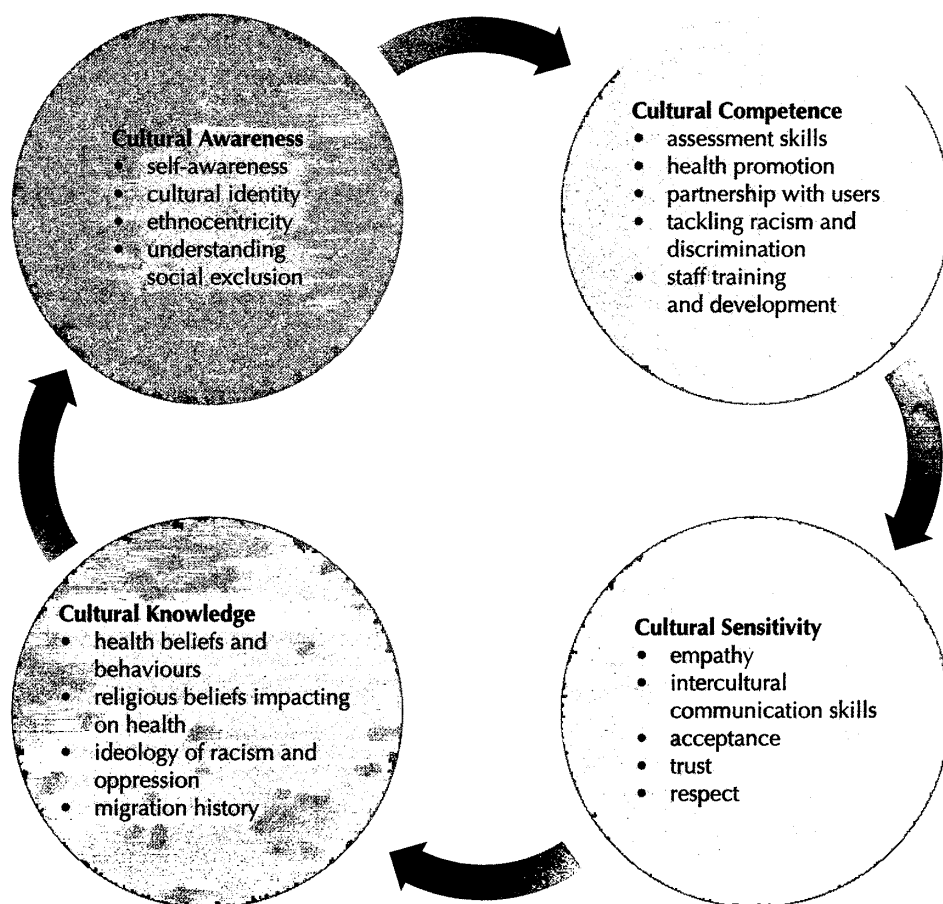 Cultural Awareness
• self-awareness
• cultural identity
• ethnocentricity
• understanding
social exclusion
Cultural Competence
• assessment skills
• health promotion
• partnership with users
• tackling racism and
discrimination
• staff training
and development
Cultural Knowledge
• health beliefs and
behaviours
• religious beliefs impacting
on health
• ideology of racism and
oppression
• migration history
Cultural Sensitivity
• empathy
• intercultural
communication skills
• acceptance
• trust
• respect